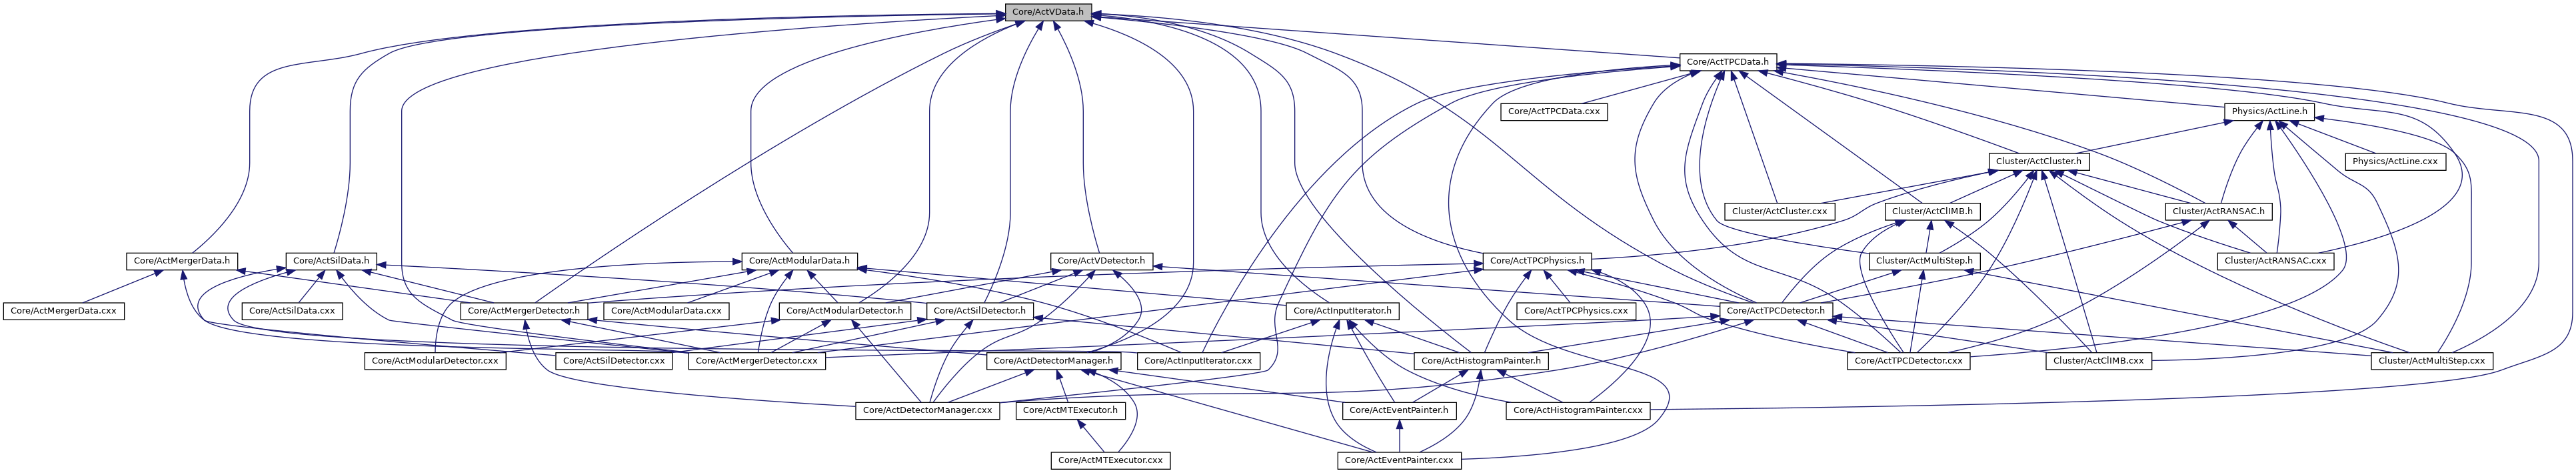 Core/ActVData.h
Core/ActTPCData.h
Core/ActTPCData.cxx
Physics/ActLine.h
Cluster/ActCluster.h
Physics/ActLine.cxx
Cluster/ActCluster.cxx
Cluster/ActClIMB.h
Cluster/ActRANSAC.h
Core/ActMergerData.h
Core/ActSilData.h
Core/ActModularData.h
Core/ActVDetector.h
Core/ActTPCPhysics.h
Cluster/ActMultiStep.h
Cluster/ActRANSAC.cxx
Core/ActMergerData.cxx
Core/ActSilData.cxx
Core/ActMergerDetector.h
Core/ActModularData.cxx
Core/ActModularDetector.h
Core/ActSilDetector.h
Core/ActInputIterator.h
Core/ActTPCPhysics.cxx
Core/ActTPCDetector.h
Core/ActModularDetector.cxx
Core/ActSilDetector.cxx
Core/ActMergerDetector.cxx
Core/ActDetectorManager.h
Core/ActInputIterator.cxx
Core/ActHistogramPainter.h
Core/ActTPCDetector.cxx
Cluster/ActClIMB.cxx
Cluster/ActMultiStep.cxx
Core/ActDetectorManager.cxx
Core/ActMTExecutor.h
Core/ActEventPainter.h
Core/ActHistogramPainter.cxx
Core/ActMTExecutor.cxx
Core/ActEventPainter.cxx